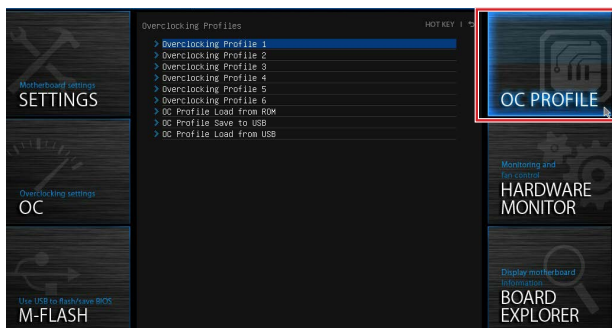 Overclocking Profiles
HOT KEY |
> Overclocking Profile 1
> Overclocking Profile 2
> Overclocking Profile 3
> Overclocking Profile 4
> Overclocking Profile 5
> Overclocking Profile 6
> OC Profile Load from ROM
> OC Profile Save to USB
> OC Profile Load from USB
Motherboard settings
SETTINGS
Overclocking settings
OC
Use USB to flash/save BIOS
M-FLASH
OC PROFILE
Monitoring and
fan control
HARDWARE
MONITOR
Display motherboard
Information
BOARD
EXPLORER